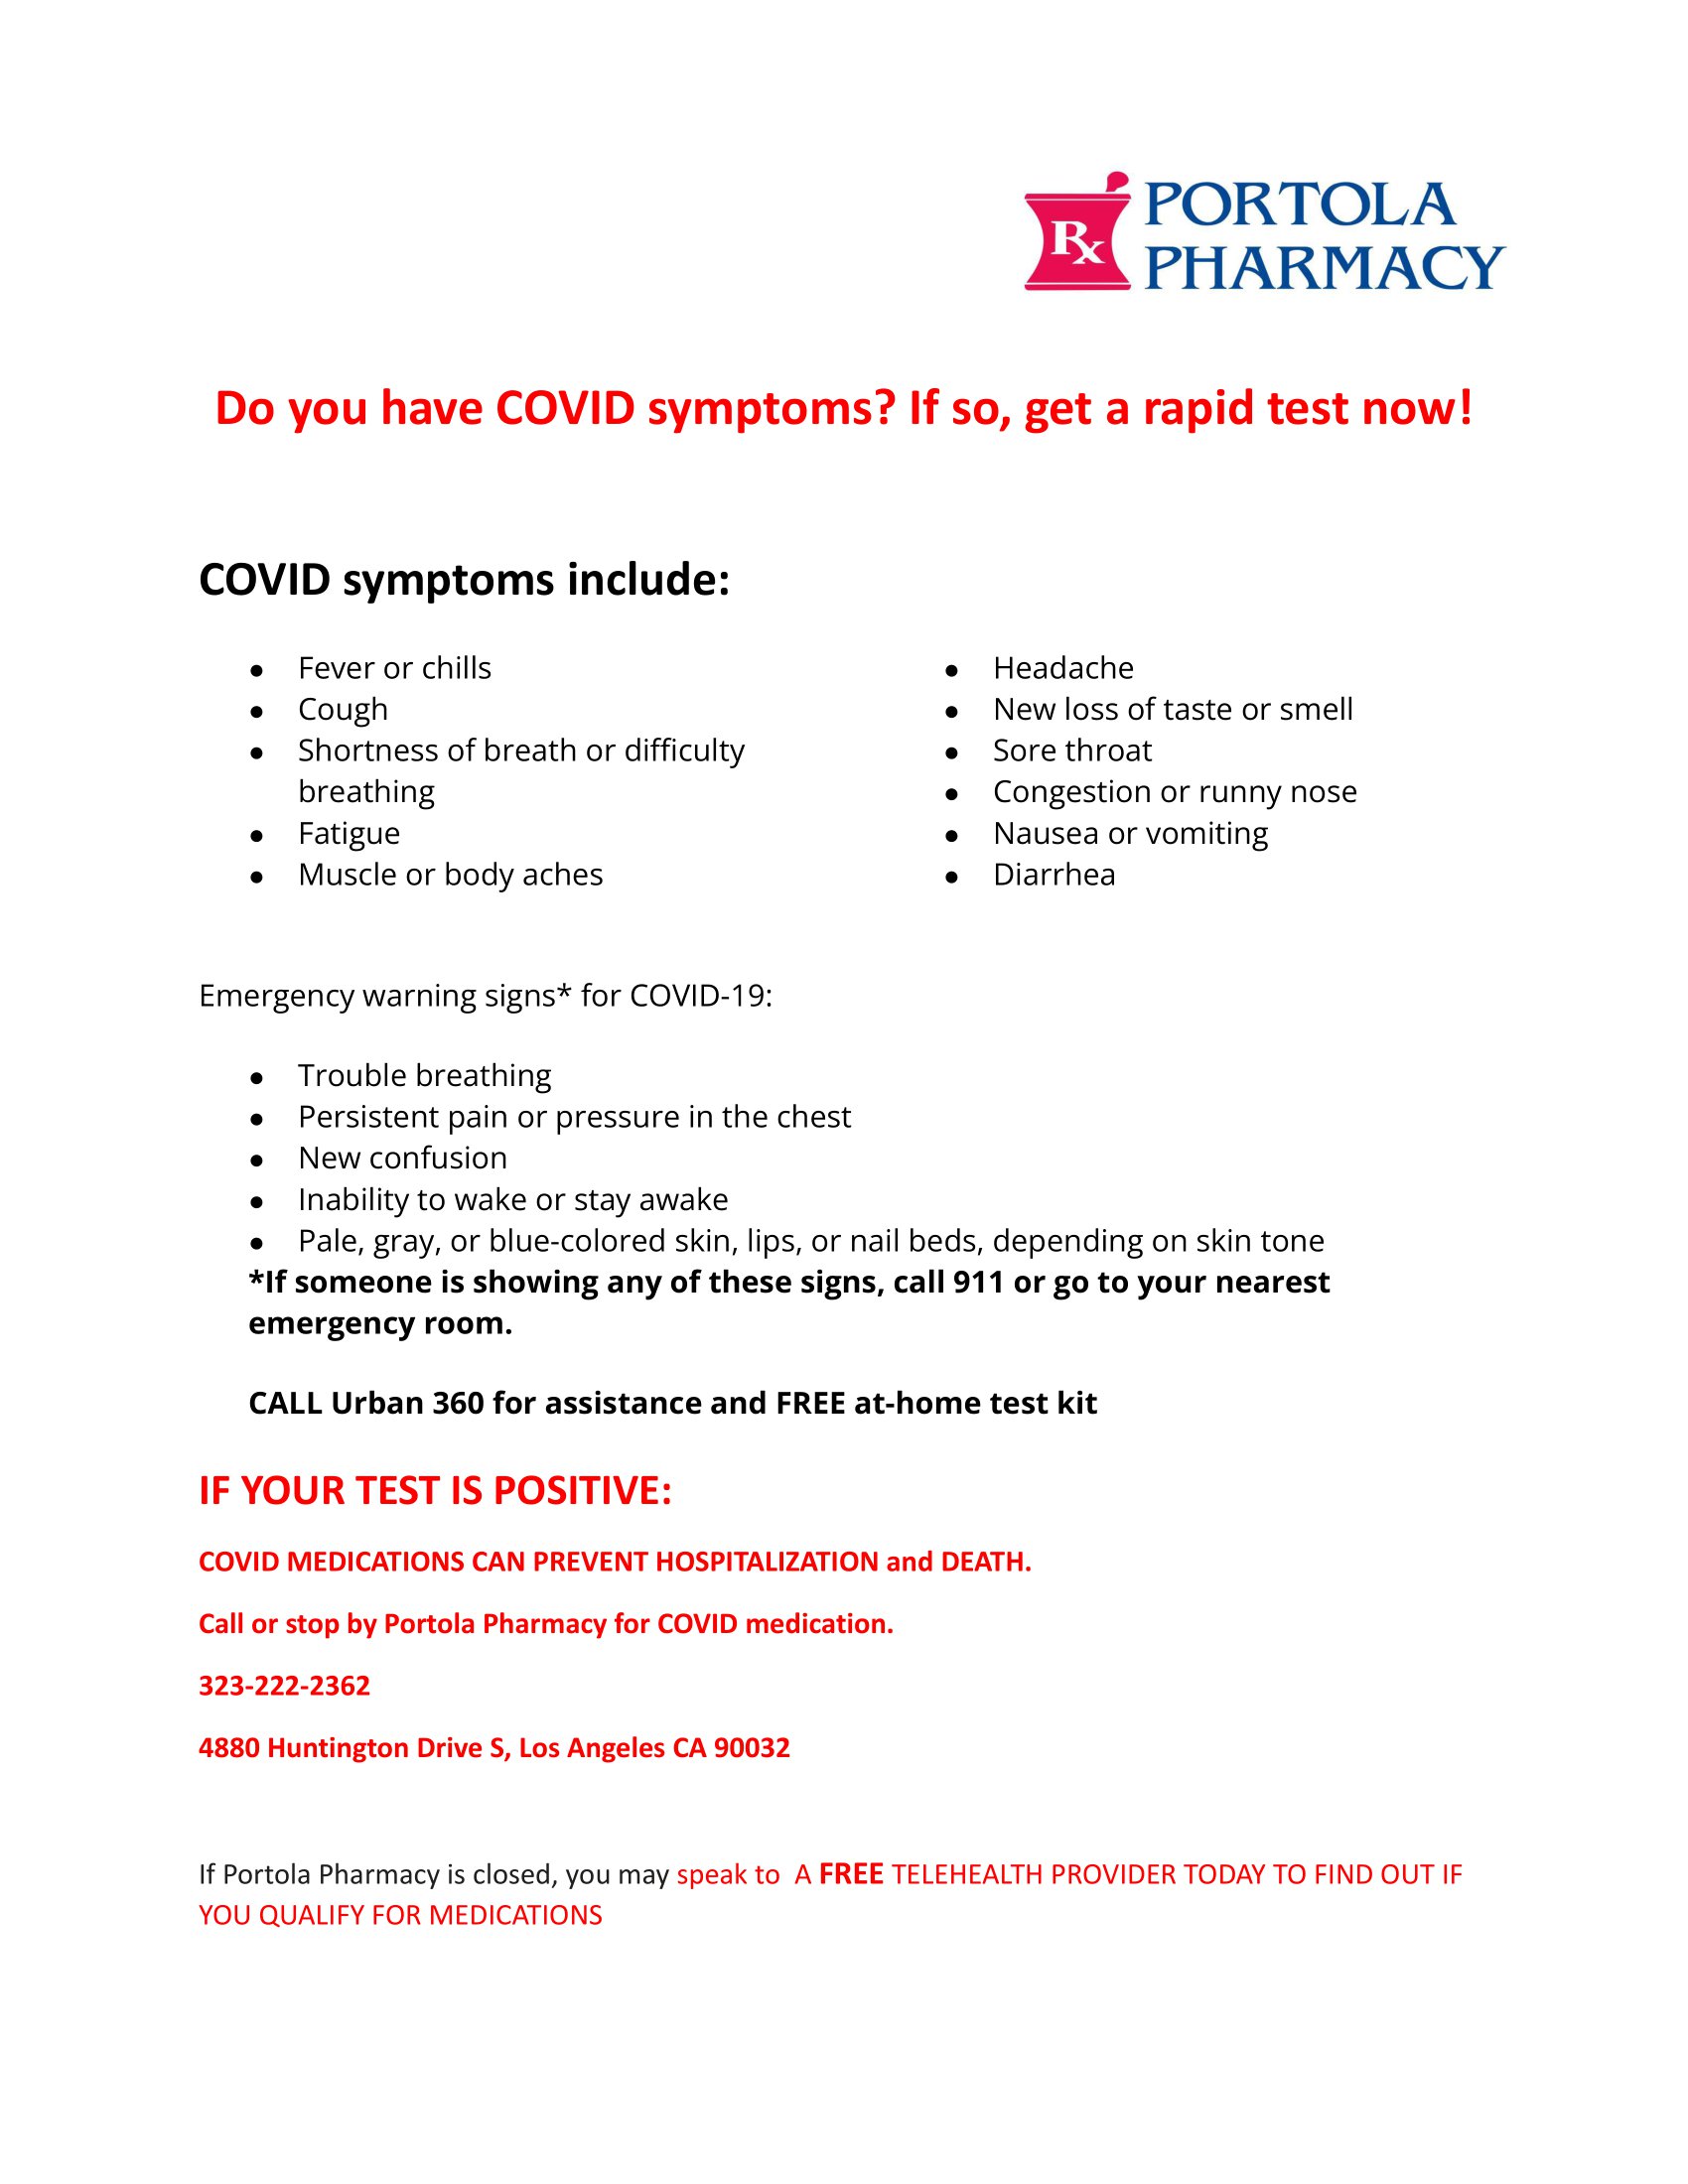 Rx
PORTOLA
PHARMACY
Do you have COVID symptoms? If so, get a rapid test now!
COVID symptoms include:
● Fever or chills
● Cough
● Shortness of breath or difficulty
breathing
● Fatigue
● Muscle or body aches
● Headache
● New loss of taste or smell
● Sore throat
● Congestion or runny nose
● Nausea or vomiting
● Diarrhea
Emergency warning signs* for COVID-19:
● Trouble breathing
● Persistent pain or pressure in the chest
● New confusion
● Inability to wake or stay awake
● Pale, gray, or blue-colored skin, lips, or nail beds, depending on skin tone
*If someone is showing any of these signs, call 911 or go to your nearest
emergency room.
CALL Urban 360 for assistance and FREE at-home test kit
IF YOUR TEST IS POSITIVE:
COVID MEDICATIONS CAN PREVENT HOSPITALIZATION and DEATH.
Call or stop by Portola Pharmacy for COVID medication.
323-222-2362
4880 Huntington Drive S, Los Angeles CA 90032
If Portola Pharmacy is closed, you may speak to A FREE TELEHEALTH PROVIDER TODAY TO FIND OUT IF
YOU QUALIFY FOR MEDICATIONS